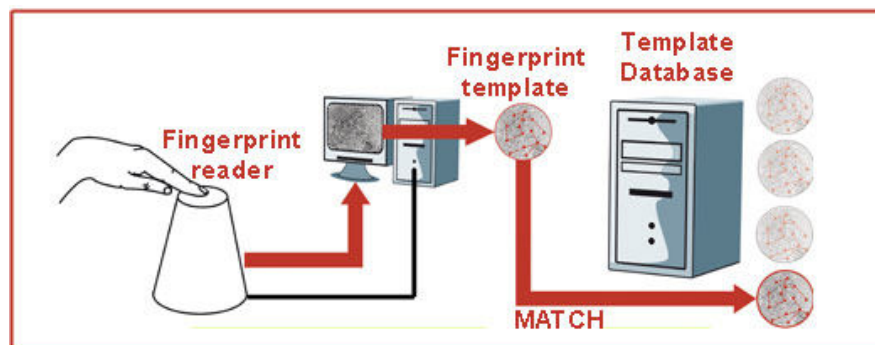 Fingerprint
reader
Fingerprint
template
Template
Database
MATCH